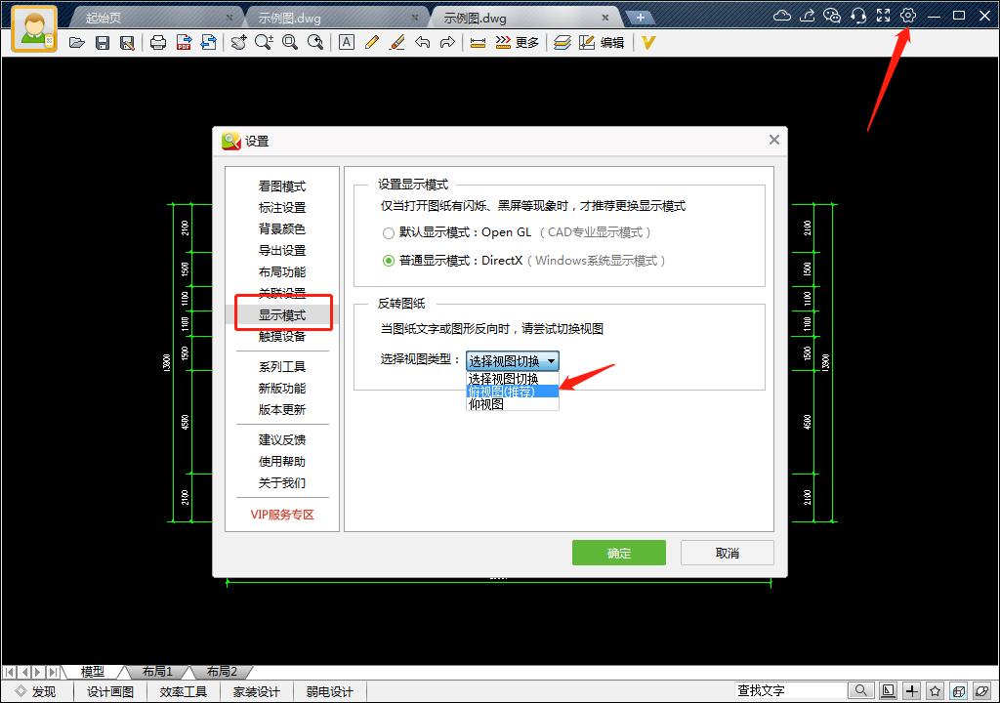 起始页 示例图.dwg 示例图.dwg
PDF A 更多 编辑
设置
看图模式
标注设置
背景颜色
导出设置
布局功能
关联设置
显示模式
触摸设备
系列工具
新版功能
版本更新
建议反馈
使用帮助
关于我们
VIP服务专区
设置显示模式
仅当打开图纸有闪烁、黑屏等现象时，才推荐更换显示模式
默认显示模式：Open GL （CAD专业显示模式）
普通显示模式：DirectX（Windows系统显示模式）
反转图纸
当图纸文字或图形反向时，请尝试切换视图
选择视图类型： 选择视图切换
选择视图切换
俯视图(推荐)
仰视图
确定 取消
2100
1500
1100
1100
1500
4500
2100
13900
2100
1500
1100
1100
1500
4500
2100
13900
模型 布局1 布局2
发现 设计画图 效率工具 家装设计 弱电设计 查找文字